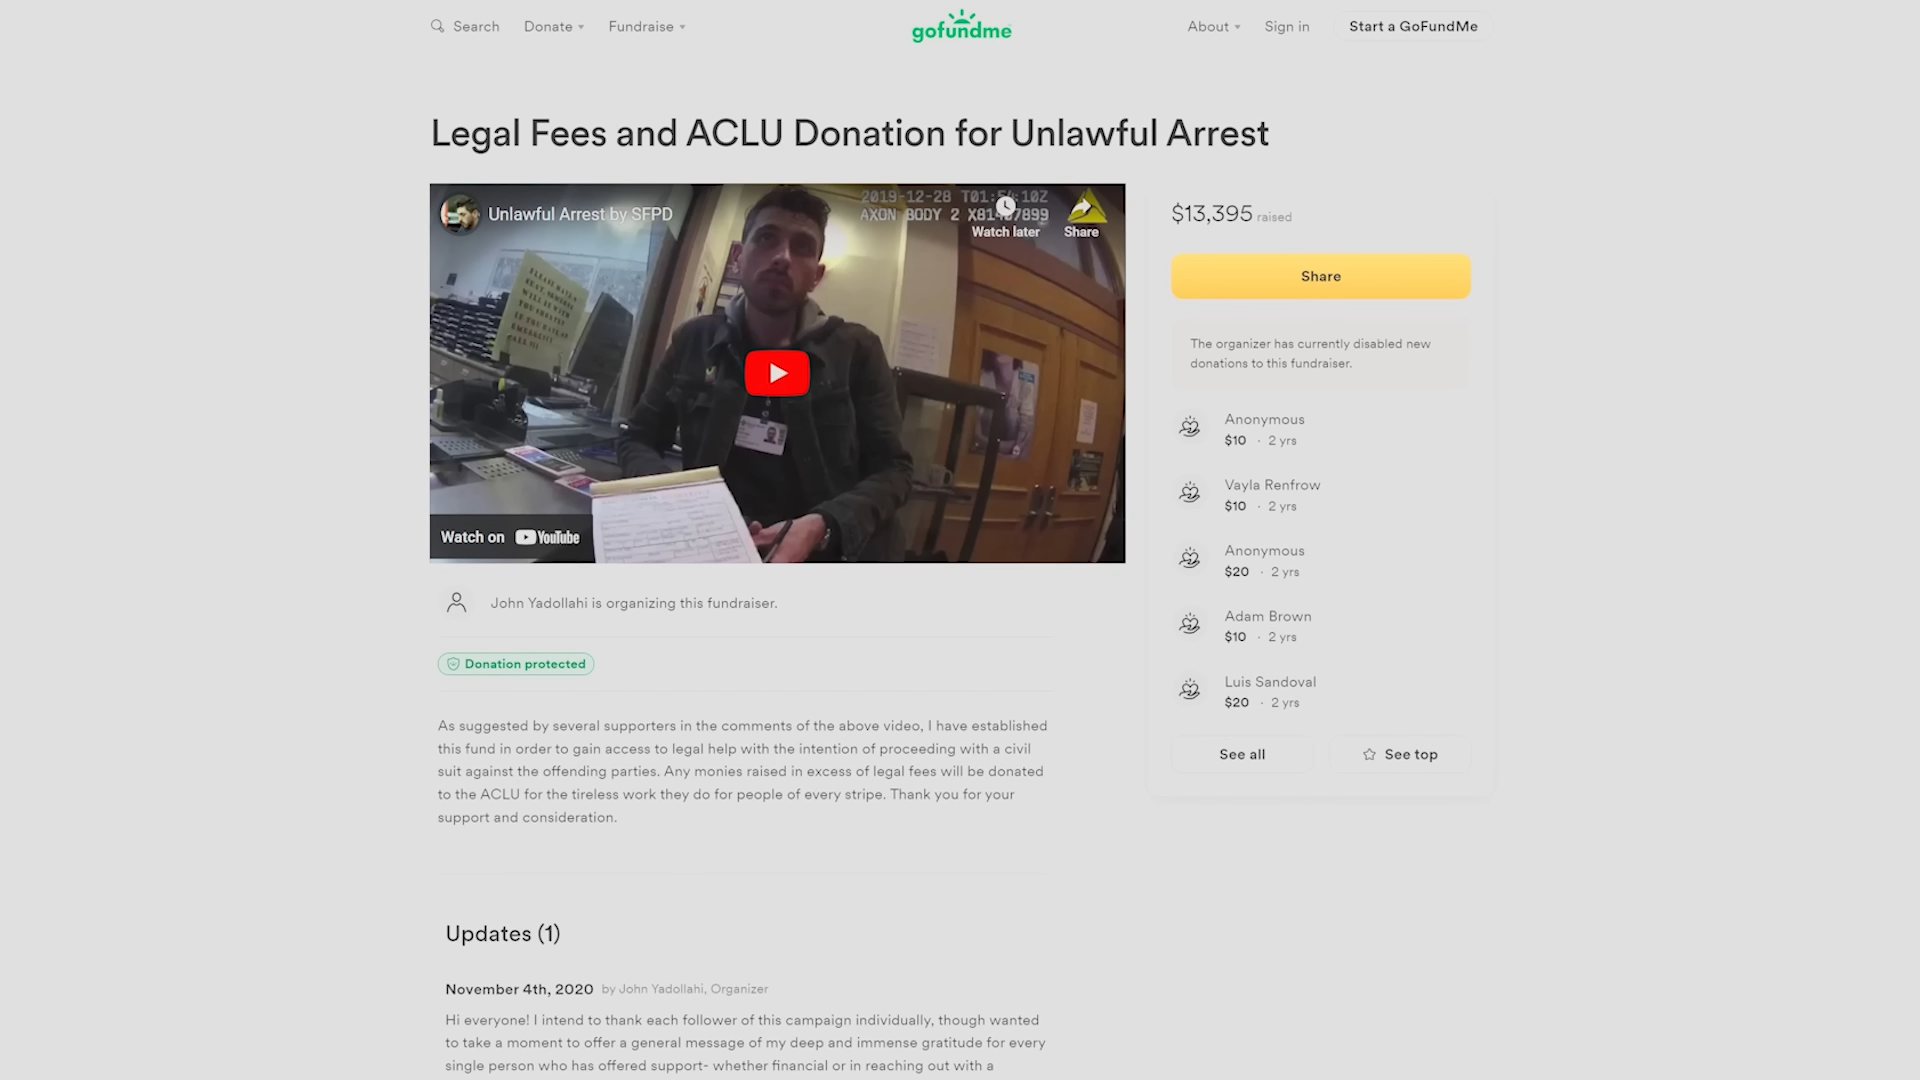 Search
Donate
Fundraise
gofundme
About
Sign in
Start a GoFundMe
Legal Fees and ACLU Donation for Unlawful Arrest
Unlawful Arrest by SFPD
2019-12-28 T01:54:10Z
AXON BODY 2
Watch later
Share
Watch on YouTube
John Yadollahi is organizing this fundraiser.
Donation protected
As suggested by several supporters in the comments of the above video, I have established
this fund in order to gain access to legal help with the intention of proceeding with a civil
suit against the offending parties. Any monies raised in excess of legal fees will be donated
to the ACLU for the tireless work they do for people of every stripe. Thank you for your
support and consideration.
Updates (1)
November 4th, 2020 by John Yadollahi, Organizer
Hi everyone! I intend to thank each follower of this campaign individually, though wanted
to take a moment to offer a general message of my deep and immense gratitude for every
single person who has offered support- whether financial or in reaching out with a
$13,395 raised
Share
The organizer has currently disabled new
donations to this fundraiser.
Anonymous
$10 · 2 yrs
Vayla Renfrow
$10 · 2 yrs
Anonymous
$20 · 2 yrs
Adam Brown
$10 · 2 yrs
Luis Sandoval
$20 · 2 yrs
See all
See top